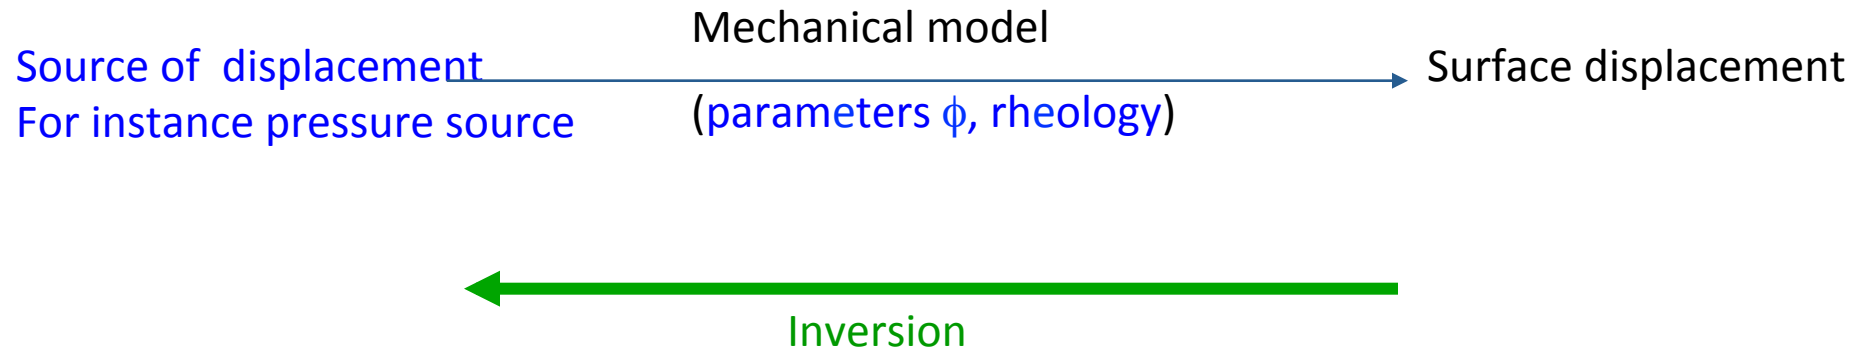 Mechanical model
Source of displacement
Surface displacement
For instance pressure source
(parameters ϕ, rheology)
Inversion